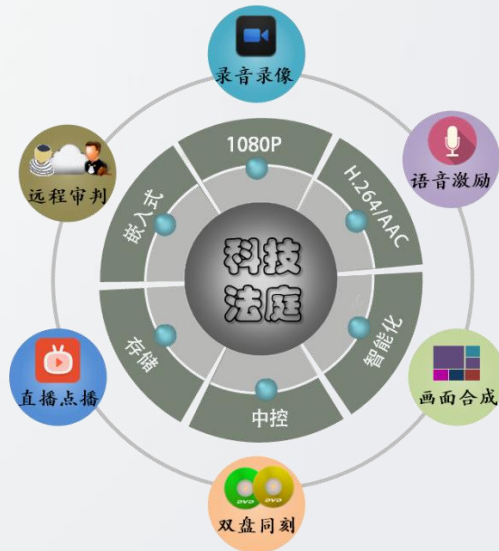 录音录像
1080P
远程审判
语音激励
嵌入式
H.264/AAC
科技
法庭
存储
智能化
直播点播
画面合成
中控
DVD
DVD
双盘同刻